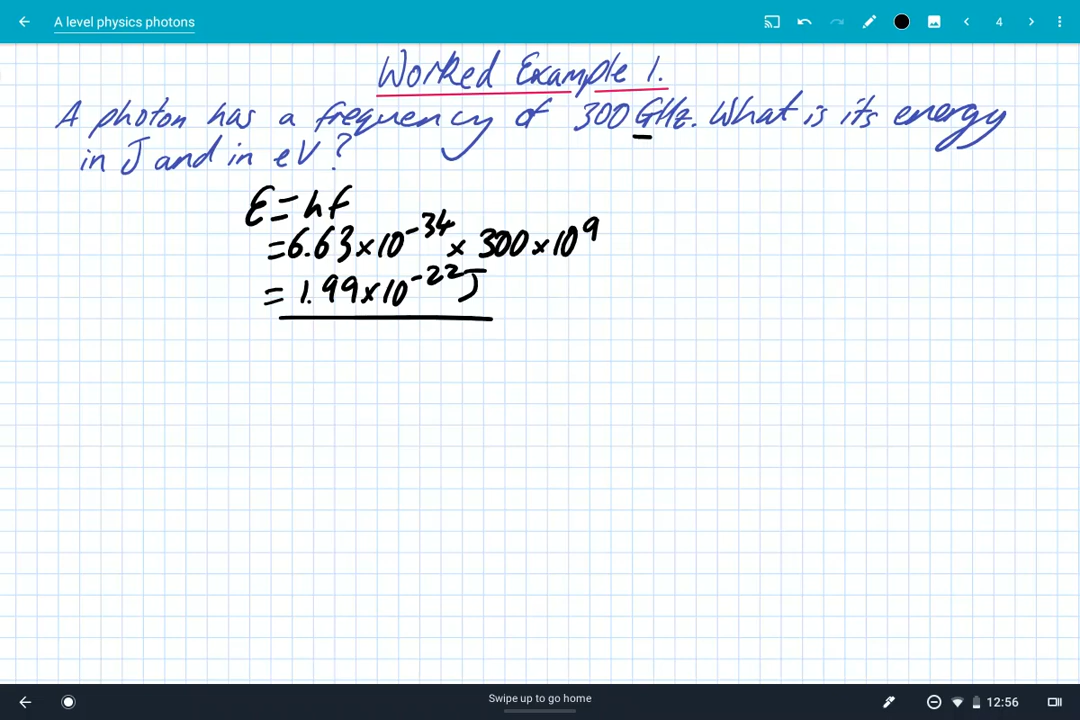 A level physics photons
4
Worked Example 1.
A photon has a frequency of 300 GHz. What is its energy
in J and in eV?
E = hf
= 6.63 × 10⁻³⁴ × 300 × 10⁹
= 1.99 × 10⁻²² J
Swipe up to go home
12:56